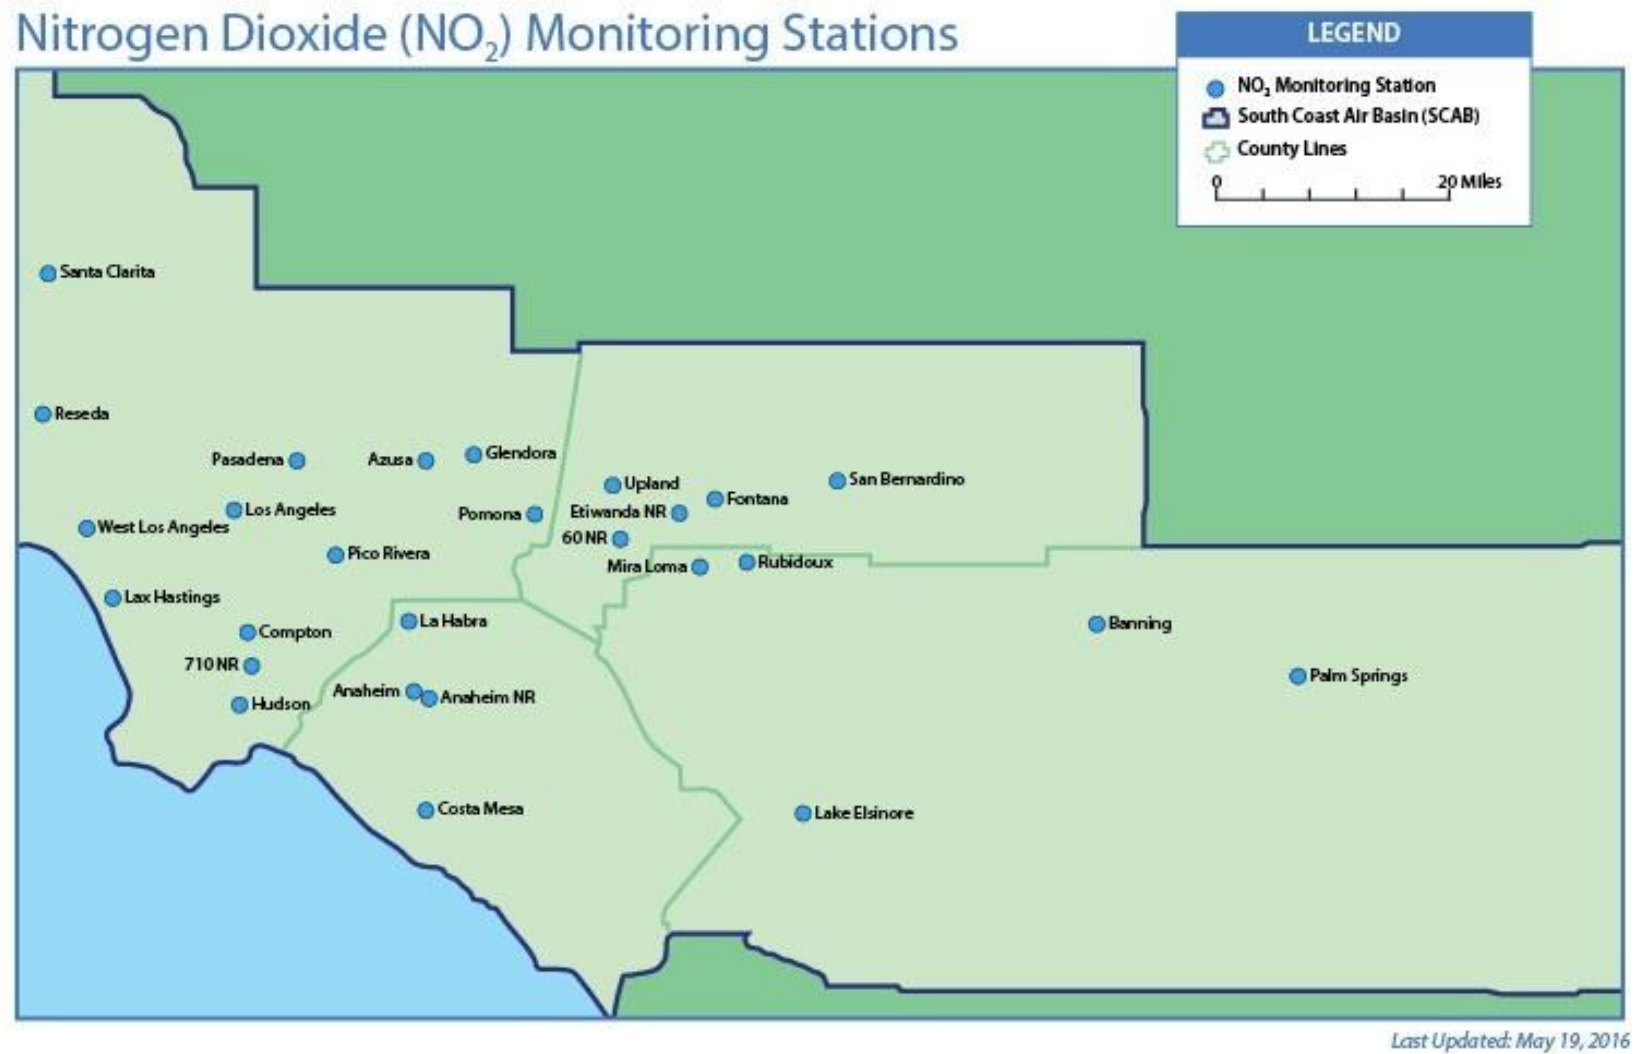 Nitrogen Dioxide (NO₂) Monitoring Stations
LEGEND
NO₂ Monitoring Station
South Coast Air Basin (SCAB)
County Lines
0 20 Miles
Santa Clarita
Reseda
Pasadena
Azusa
Glendora
Upland
San Bernardino
Fontana
Los Angeles
Pomona
Etiwanda NR
West Los Angeles
60 NR
Pico Rivera
Mira Loma
Rubidoux
Lax Hastings
La Habra
Banning
Compton
710 NR
Palm Springs
Anaheim
Anaheim NR
Hudson
Costa Mesa
Lake Elsinore
Last Updated: May 19, 2016